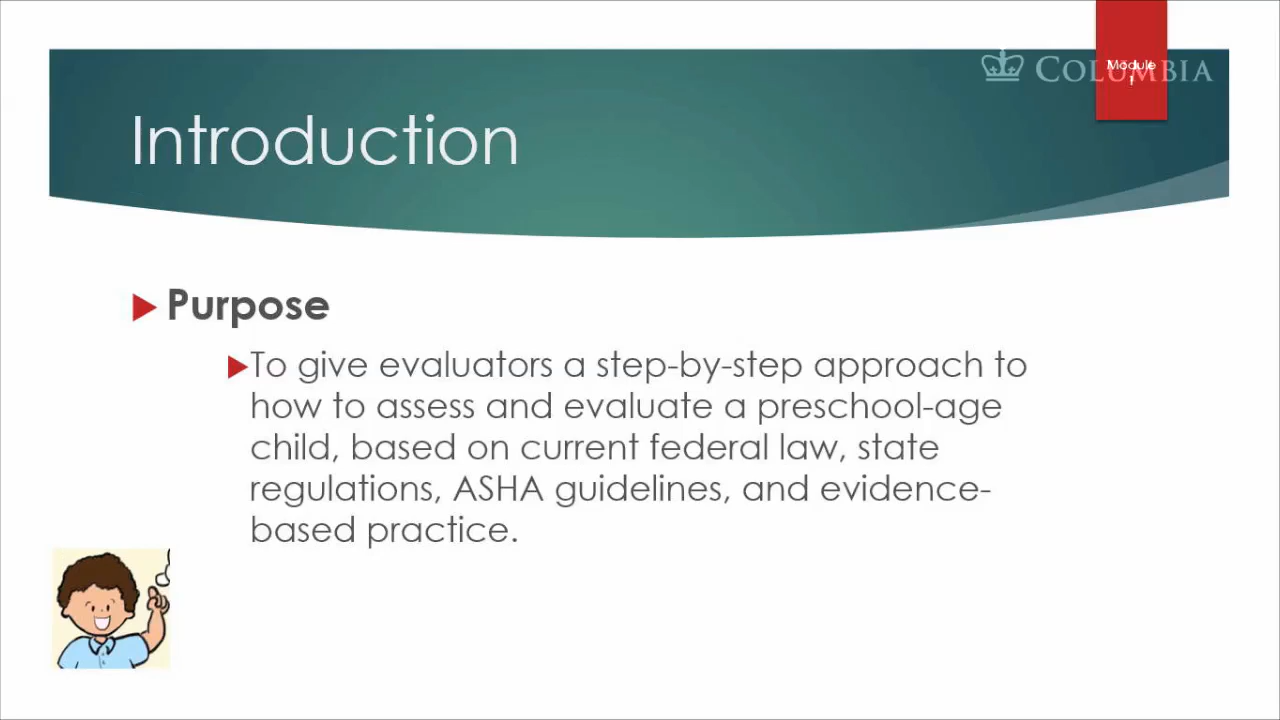 Module
1
COLUMBIA
Introduction
Purpose
To give evaluators a step-by-step approach to
how to assess and evaluate a preschool-age
child, based on current federal law, state
regulations, ASHA guidelines, and evidence-
based practice.